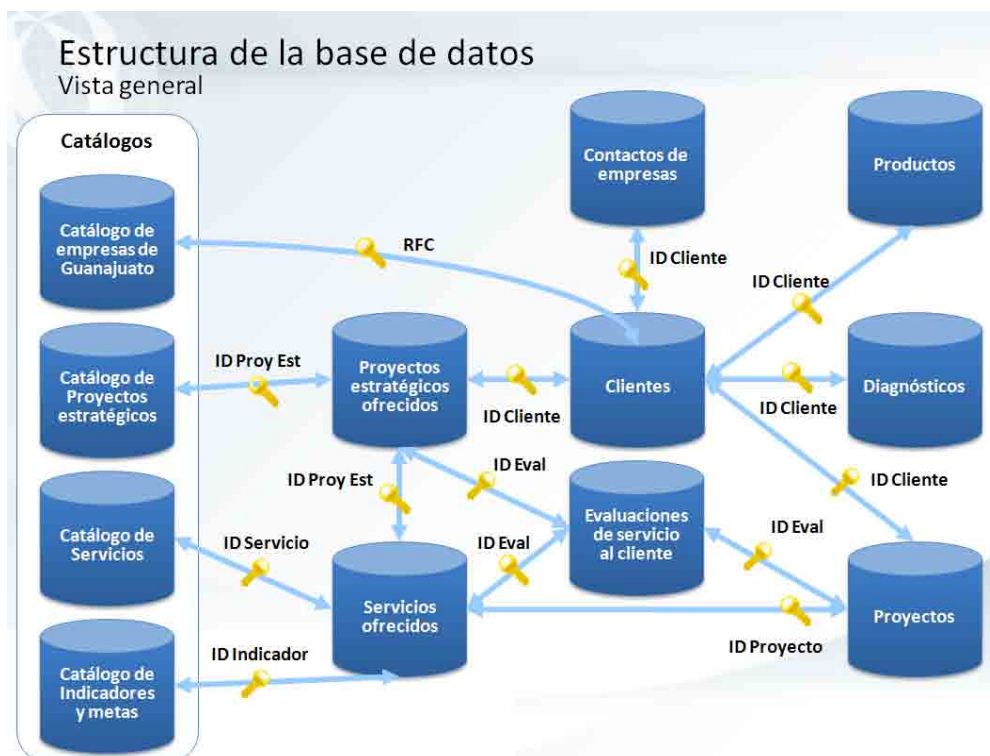 Estructura de la base de datos
Vista general
Catálogos
Catálogo de
empresas de
Guanajuato
Catálogo de
Proyectos
estratégicos
Catálogo de
Servicios
Catálogo de
Indicadores
y metas
RFC
ID Proy Est
ID Servicio
ID Indicador
Proyectos
estratégicos
ofrecidos
ID Proy Est
Servicios
ofrecidos
ID Cliente
ID Eval
ID Eval
Contactos de
empresas
ID Cliente
Clientes
Evaluaciones
de servicio
al cliente
ID Cliente
ID Cliente
ID Cliente
ID Eval
ID Proyecto
Productos
Diagnósticos
Proyectos